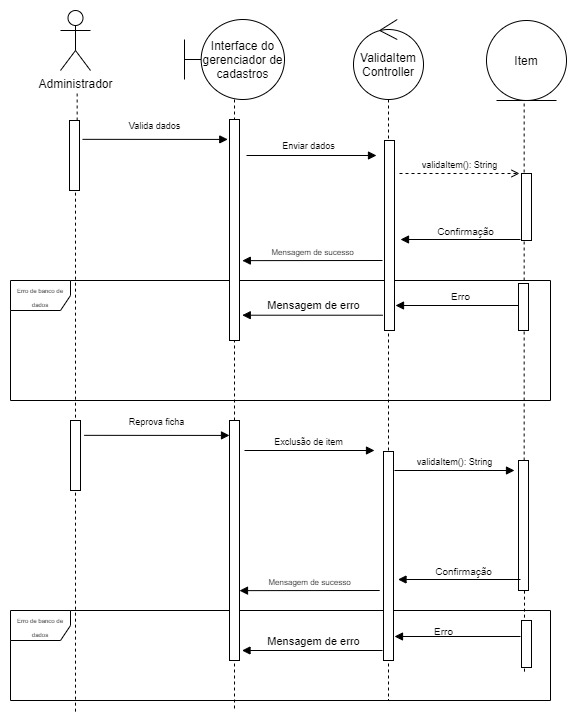 Administrador
Interface do
gerenciador de
cadastros
ValidaItem
Controller
Item
Valida dados
Enviar dados
validaItem(): String
Confirmação
Mensagem de sucesso
Erro de banco de
dados
Erro
Mensagem de erro
Reprova ficha
Exclusão de item
validaItem(): String
Confirmação
Mensagem de sucesso
Erro de banco de
dados
Erro
Mensagem de erro